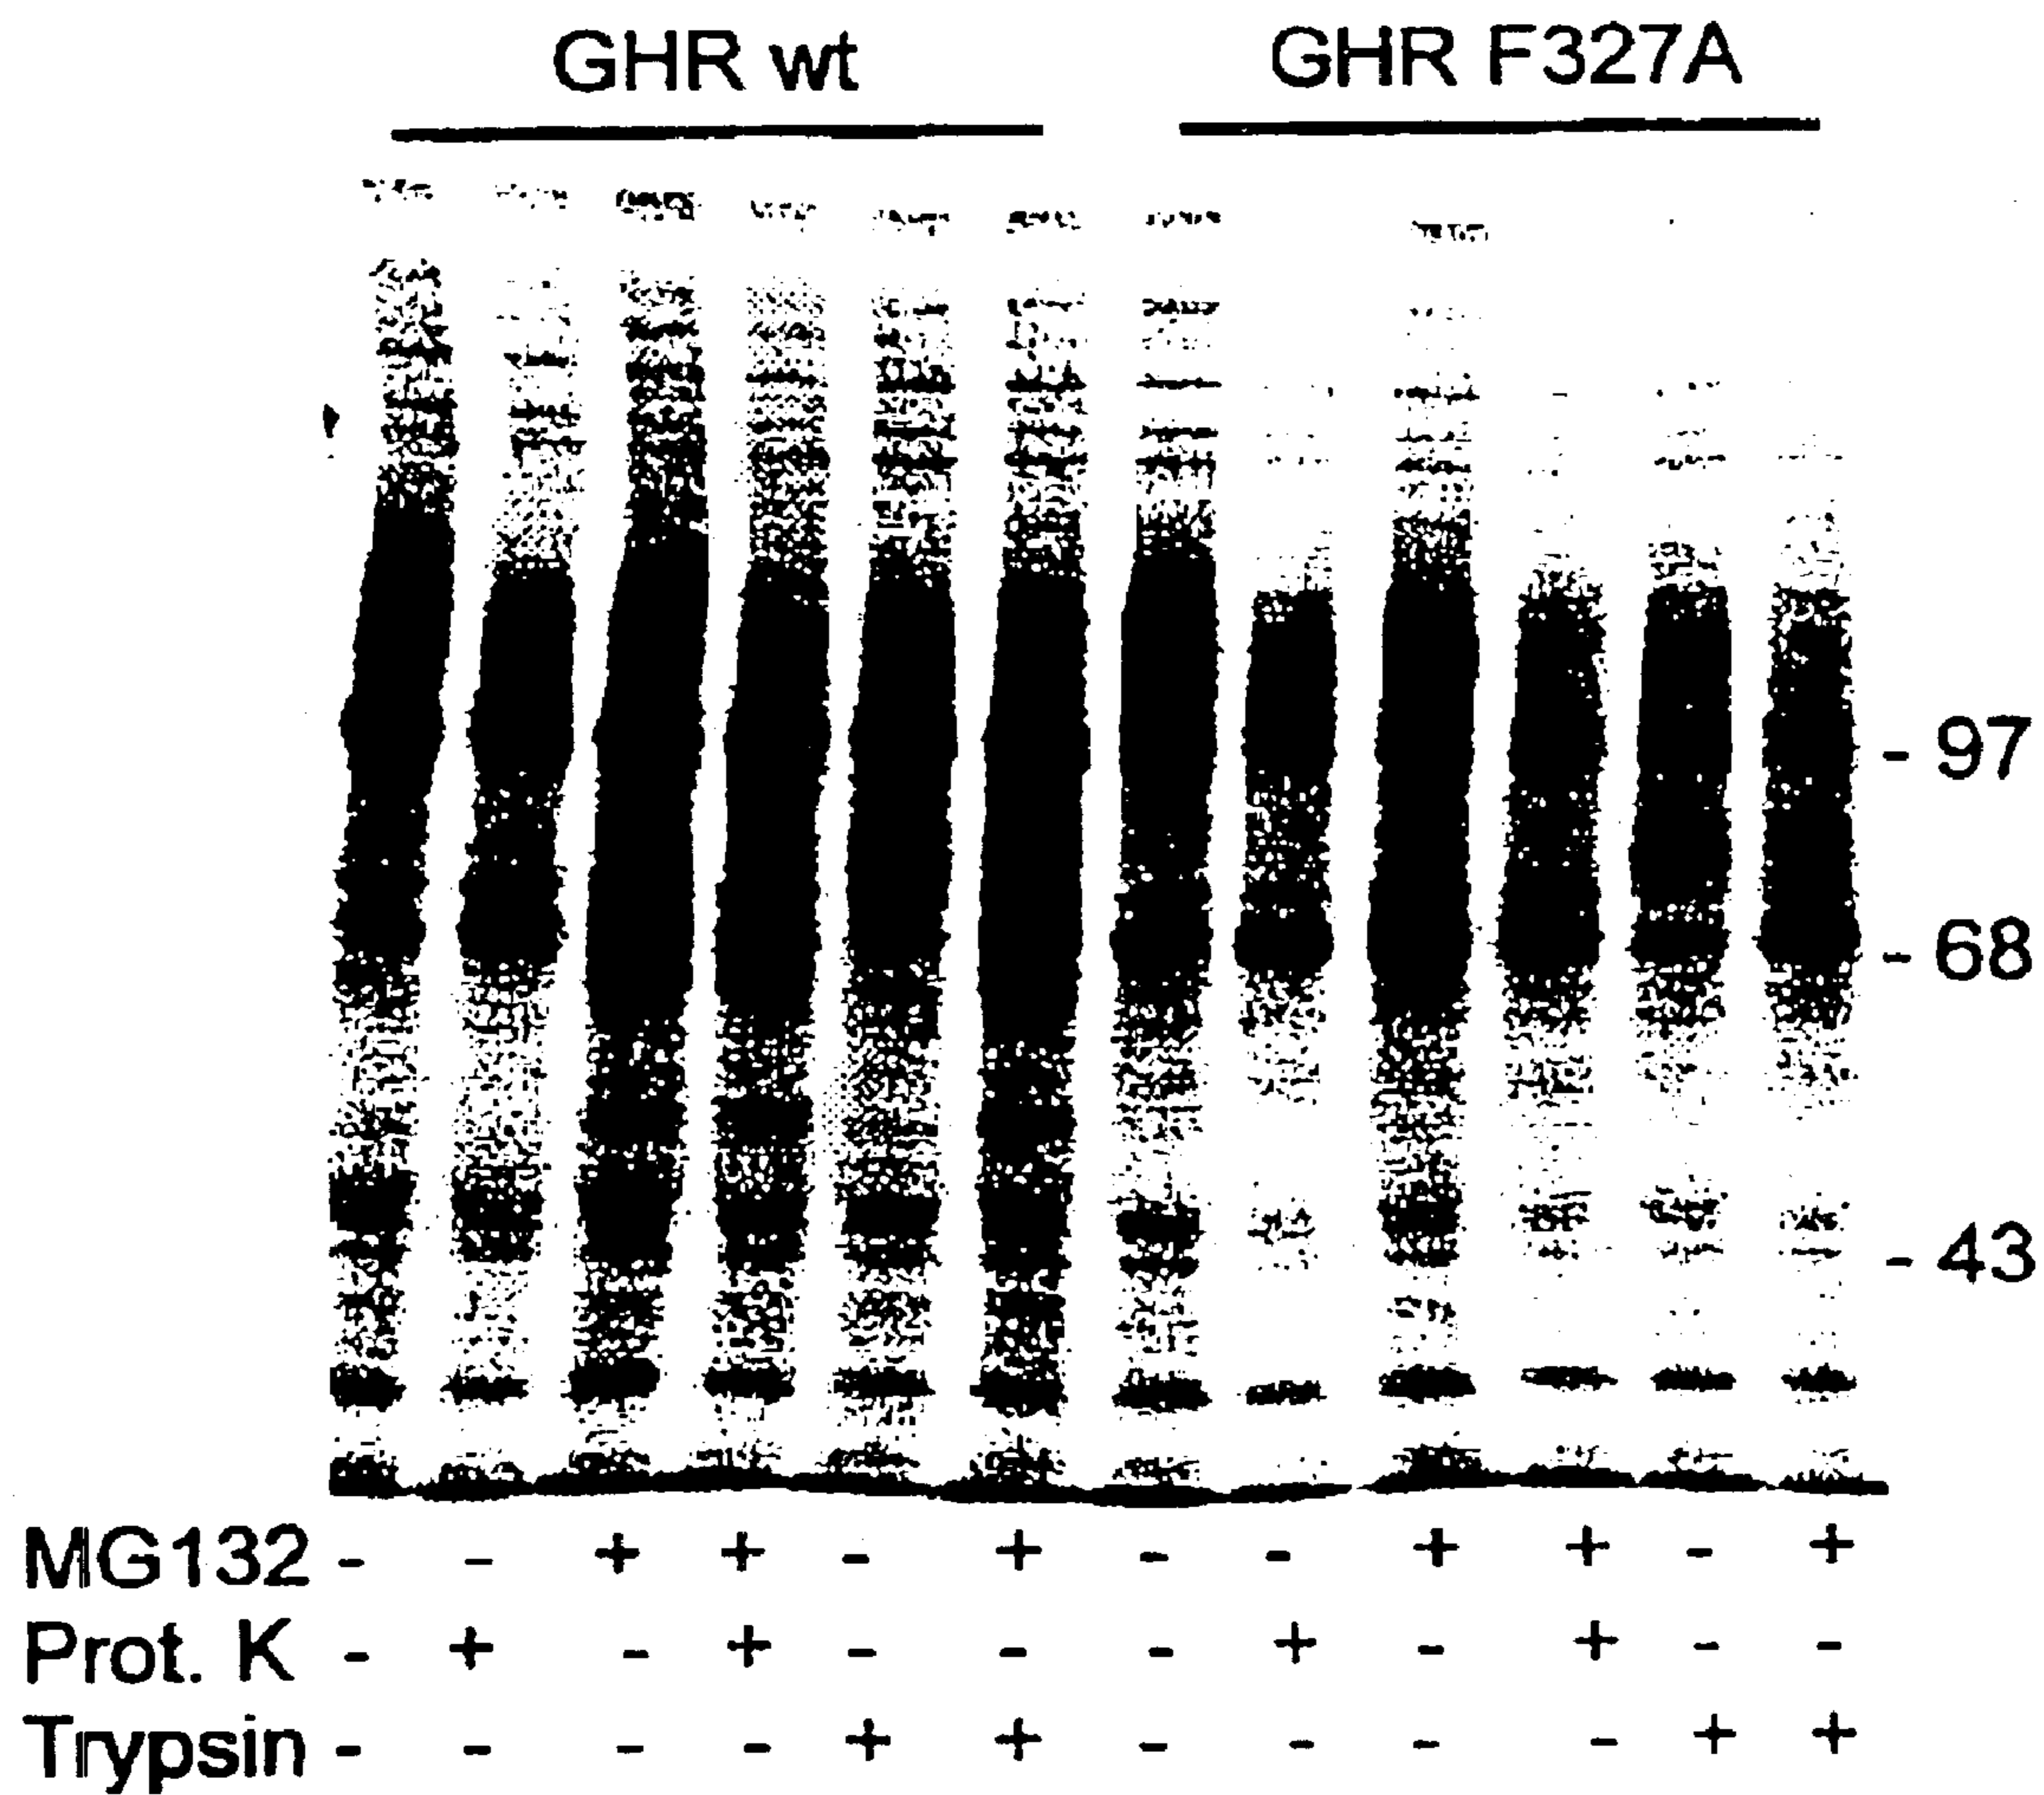 GHR wt GHR F327A
- 97
- 68
- 43
MG132 - - + + - + - - + + - +
Prot. K - + - + - - - + - + - -
Trypsin - - - - + + - - - - + +